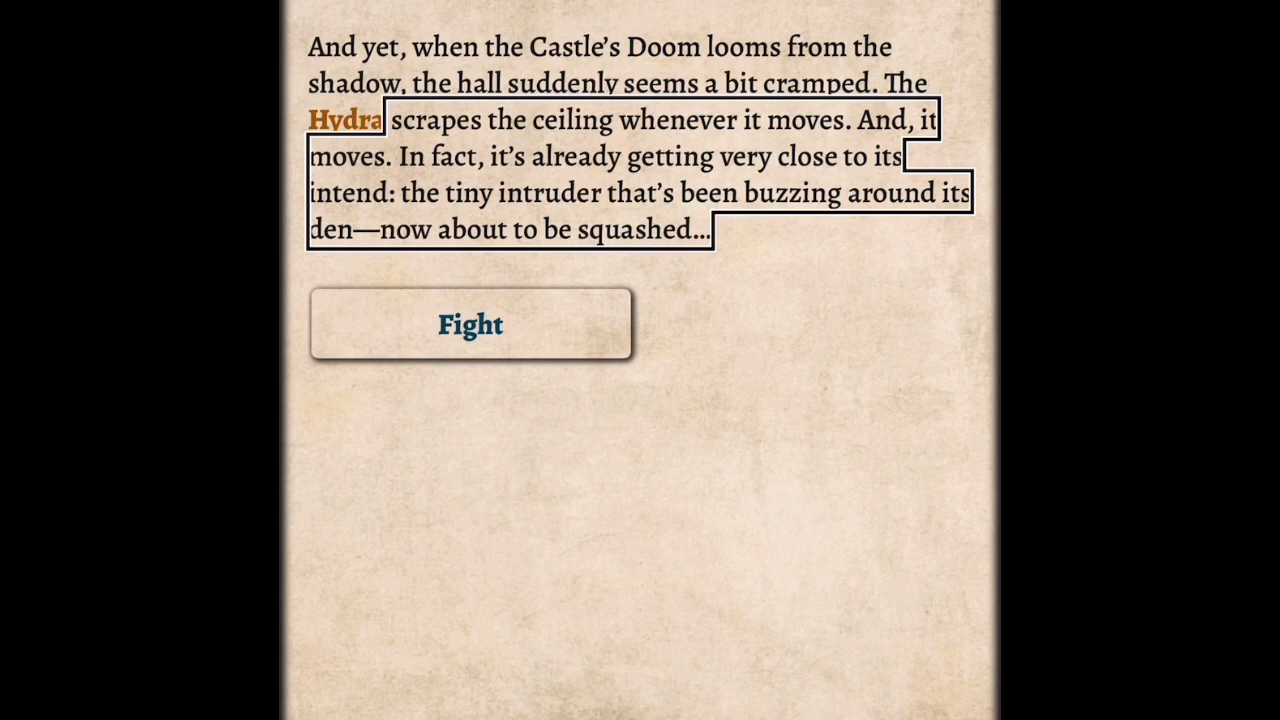 And yet, when the Castle’s Doom looms from the
shadow, the hall suddenly seems a bit cramped. The
Hydra scrapes the ceiling whenever it moves. And, it
moves. In fact, it’s already getting very close to its
intend: the tiny intruder that’s been buzzing around its
den—now about to be squashed...
Fight